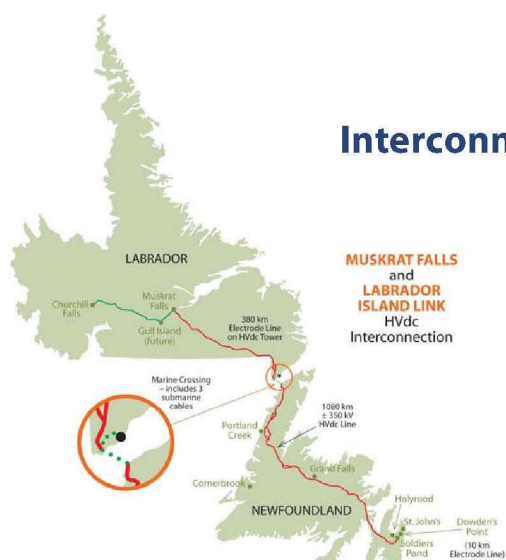 Interconn
LABRADOR
MUSKRAT FALLS
and
LABRADOR
ISLAND LINK
HVdc
Interconnection
Churchill
Falls
Muskrat
Falls
Gull Island
(future)
380 km
Electrode Line
on HVdc Tower
Marine Crossing
– includes 3
submarine
cables
1080 km
± 350 kV
HVdc Line
Portland
Creek
Grand Falls
Cornerbrook
NEWFOUNDLAND
Holyrood
St. John's
Dowden's
Point
Soldiers
Pond
(10 km
Electrode Line)